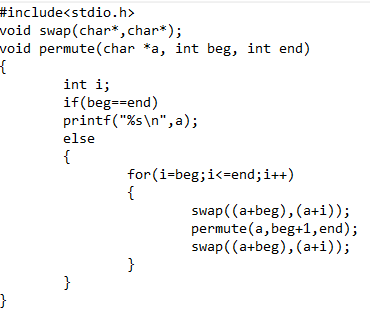 #include<stdio.h>
void swap(char*,char*);
void permute(char *a, int beg, int end)
{
int i;
if(beg==end)
printf("%s\n",a);
else
{
for(i=beg;i<=end;i++)
{
swap((a+beg),(a+i));
permute(a,beg+1,end);
swap((a+beg),(a+i));
}
}
}